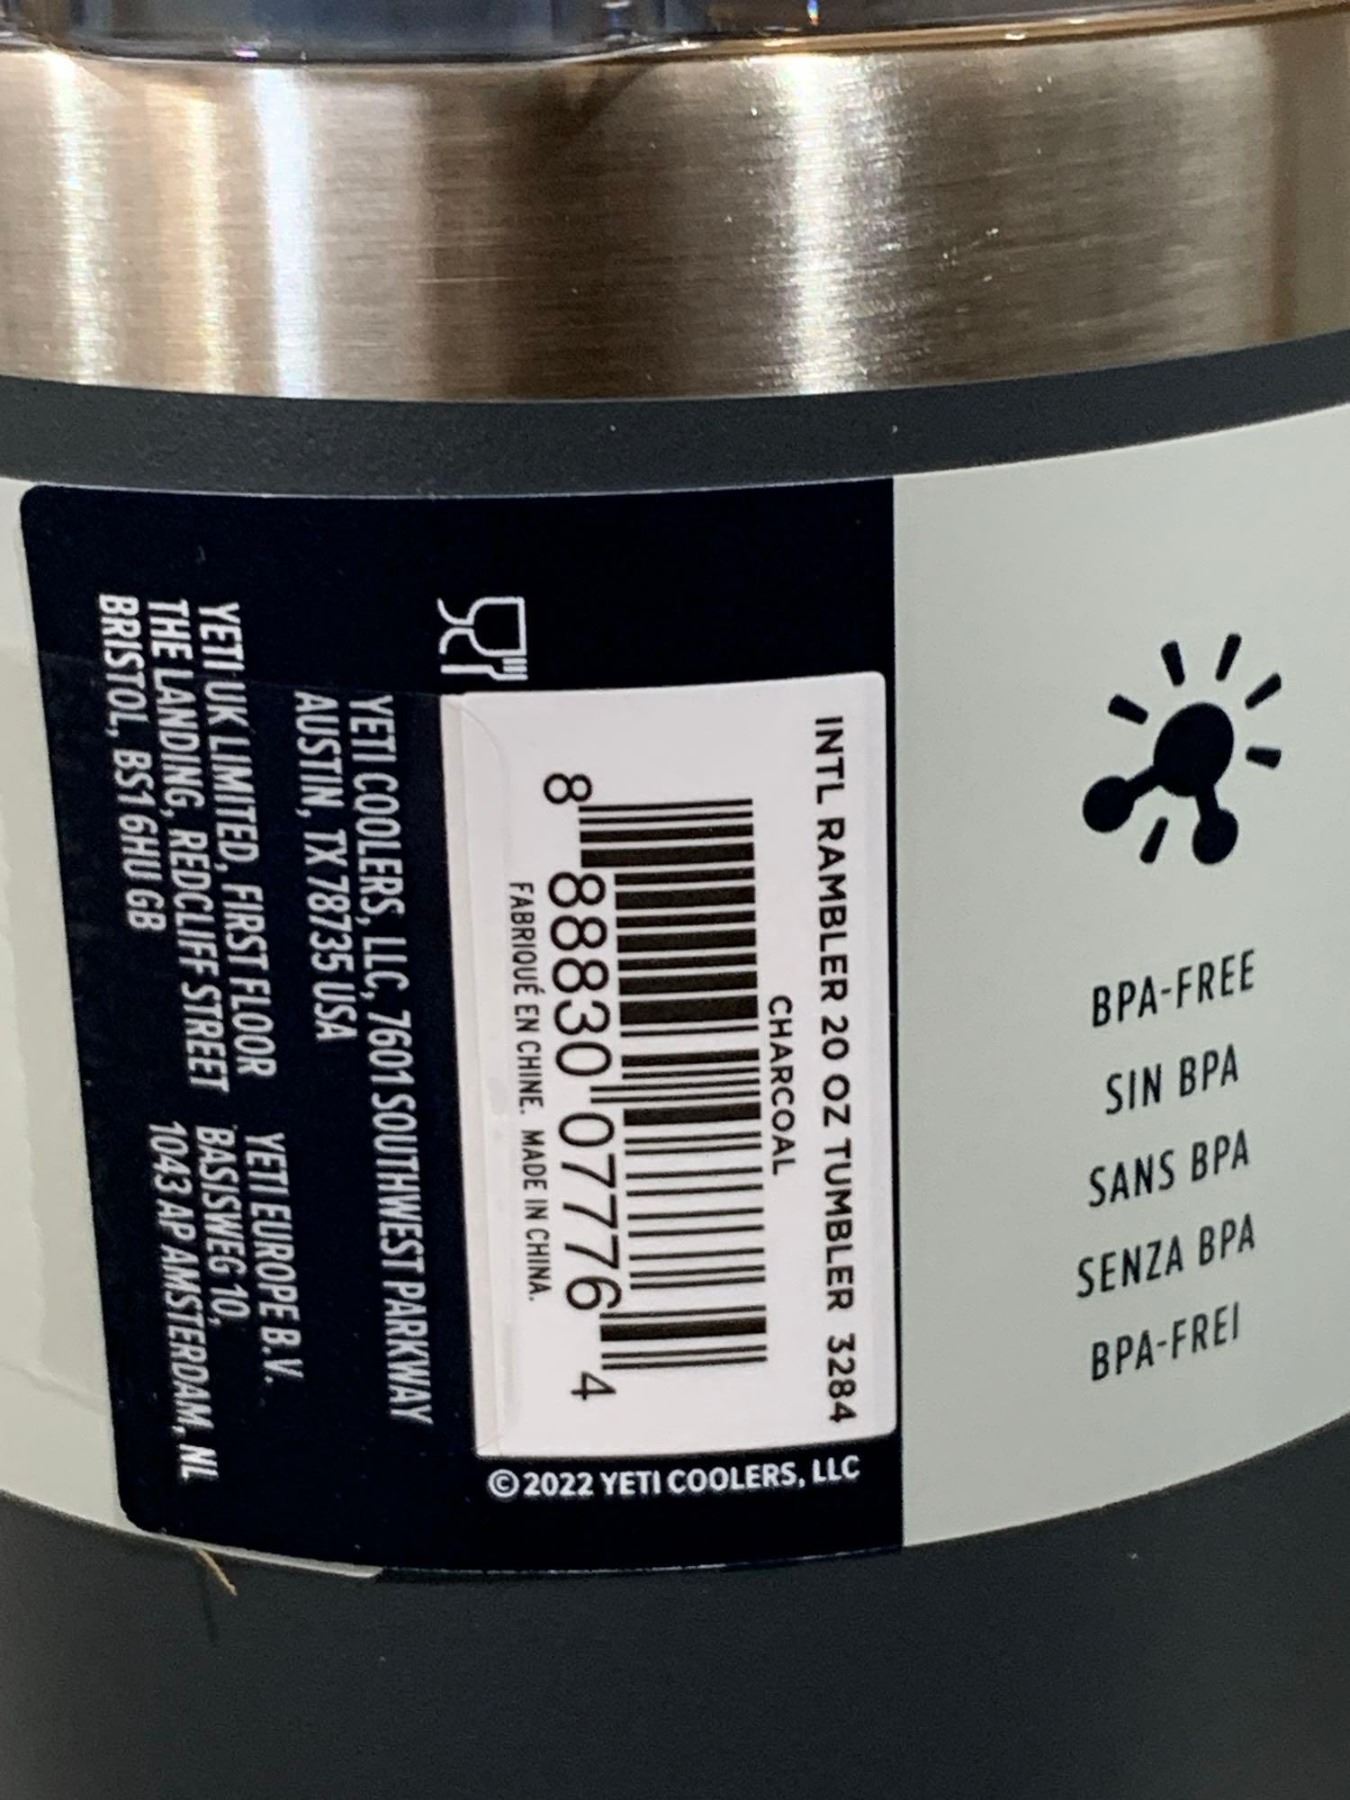 INTL RAMBLER 20 OZ TUMBLER 3284
CHARCOAL
8 88830 07776 4
FABRIQUÉ EN CHINE. MADE IN CHINA.
YETI COOLERS, LLC, 7601 SOUTHWEST PARKWAY
AUSTIN, TX 78735 USA
YETI UK LIMITED, FIRST FLOOR
THE LANDING, REDCLIFF STREET
BRISTOL, BS1 6HU GB
YETI EUROPE B.V.
BASISWEG 10,
1043 AP AMSTERDAM, NL
©2022 YETI COOLERS, LLC
BPA-FREE
SIN BPA
SANS BPA
SENZA BPA
BPA-FREI